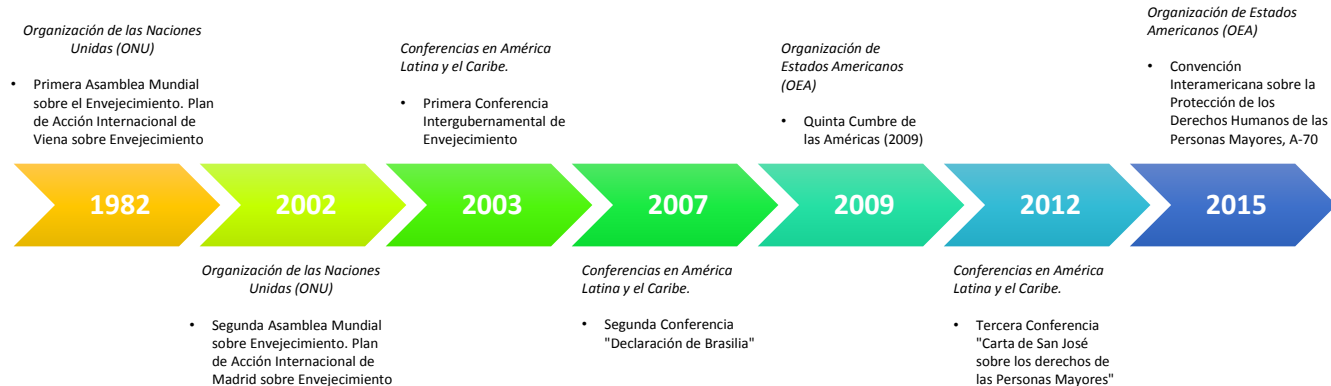 Organización de las Naciones
Unidas (ONU)
• Primera Asamblea Mundial
sobre el Envejecimiento. Plan
de Acción Internacional de
Viena sobre Envejecimiento
Conferencias en América
Latina y el Caribe.
• Primera Conferencia
Intergubernamental de
Envejecimiento
Organización de
Estados Americanos
(OEA)
• Quinta Cumbre de
las Américas (2009)
Organización de Estados
Americanos (OEA)
• Convención
Interamericana sobre la
Protección de los
Derechos Humanos de las
Personas Mayores, A-70
1982
2002
2003
2007
2009
2012
2015
Organización de las Naciones
Unidas (ONU)
• Segunda Asamblea Mundial
sobre Envejecimiento. Plan
de Acción Internacional de
Madrid sobre Envejecimiento
Conferencias en América
Latina y el Caribe.
• Segunda Conferencia
"Declaración de Brasilia"
Conferencias en América
Latina y el Caribe.
• Tercera Conferencia
"Carta de San José
sobre los derechos de
las Personas Mayores"